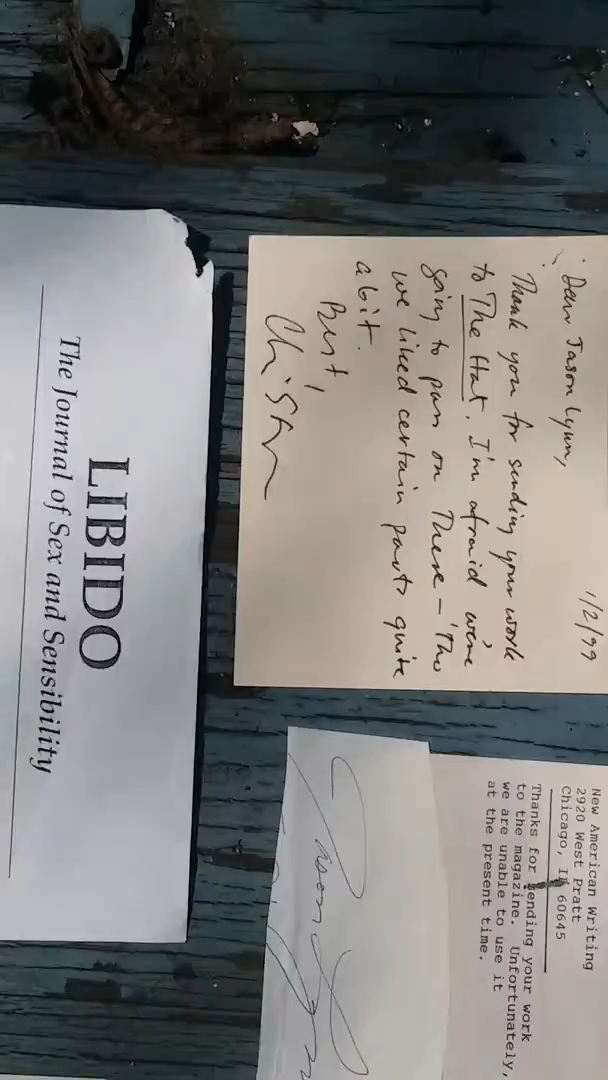 1/2/99
Dear Jason Lynn,
Thank you for sending your work
to The Hat. I'm afraid we're
going to pass on these - tho
we liked certain parts quite
a bit.
Best,
New American Writing
2920 West Pratt
Chicago, IL 60645
Thanks for sending your work
to the magazine. Unfortunately,
we are unable to use it
at the present time.
Jason
LIBIDO
The Journal of Sex and Sensibility